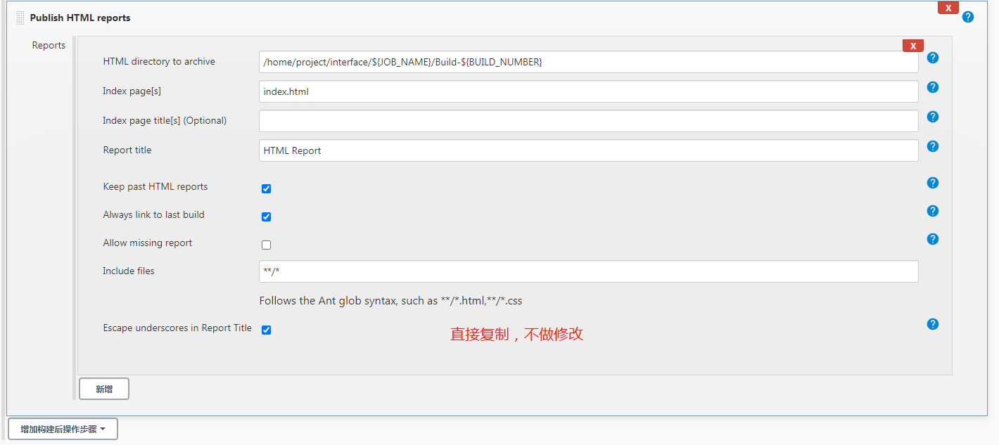 Publish HTML reports
X
?
Reports
X
HTML directory to archive
/home/project/interface/${JOB_NAME}/Build-${BUILD_NUMBER}
?
Index page[s]
index.html
?
Index page title[s] (Optional)
?
Report title
HTML Report
?
Keep past HTML reports
?
Always link to last build
?
Allow missing report
?
Include files
**/*
Follows the Ant glob syntax, such as **/*.html,**/*.css
Escape underscores in Report Title
?
直接复制，不做修改
新增
增加构建后操作步骤